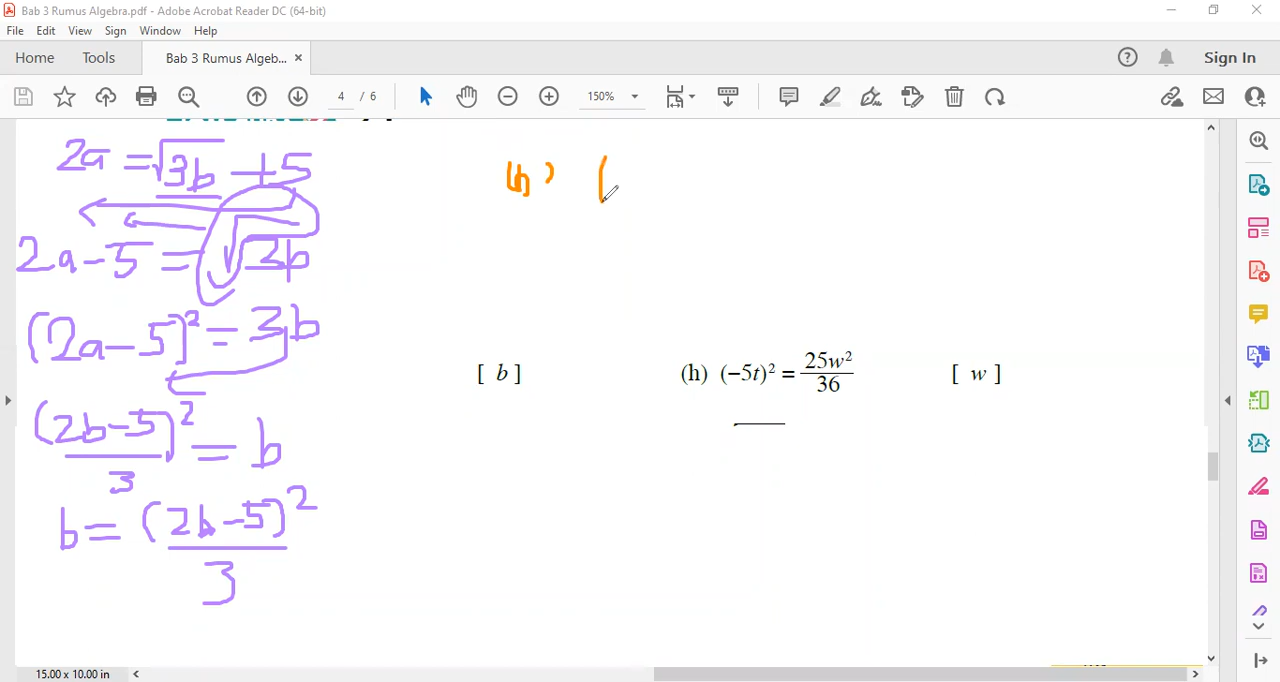 Bab 3 Rumus Algebra.pdf - Adobe Acrobat Reader DC (64-bit)
File Edit View Sign Window Help
Home Tools Bab 3 Rumus Algeb... × Sign In
4 / 6 150%
2a = √3b + 5
2a - 5 = √3b
(2a - 5)² = 3b
(2b - 5)²/3 = b
b = (2b - 5)²/3
(h) (
[ b ] (h) (−5t)² = 25w²/36 [ w ]
15.00 x 10.00 in